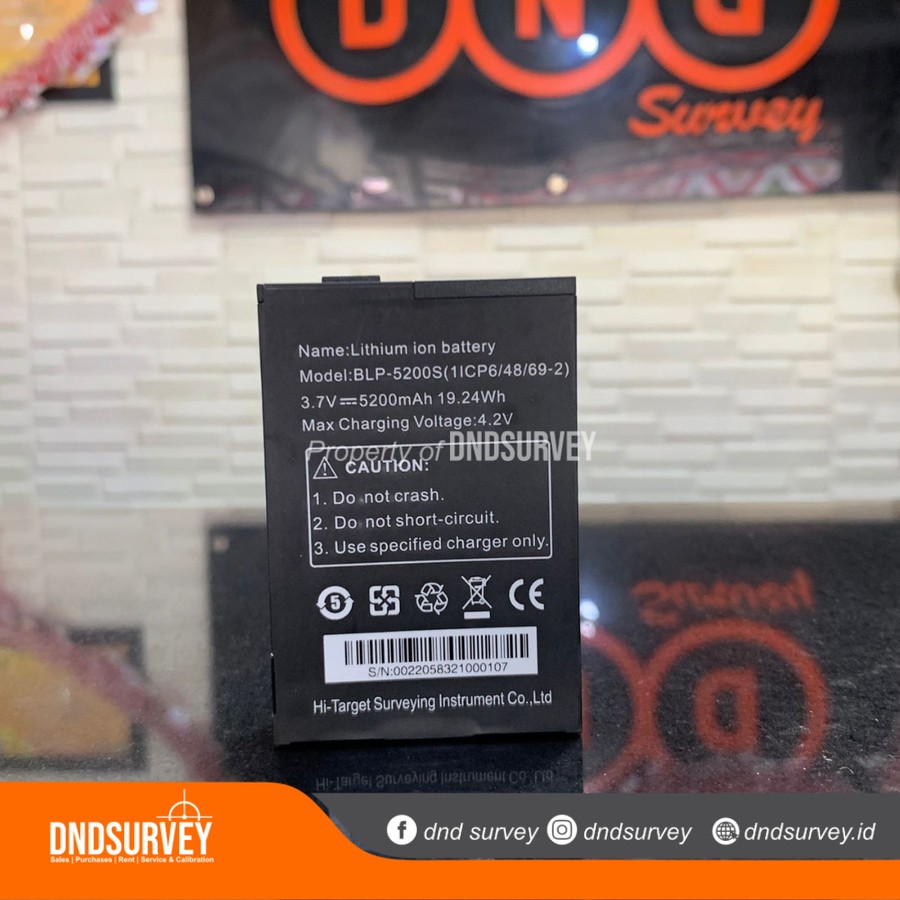 D N G
Survey
Name:Lithium ion battery
Model:BLP-5200S(1ICP6/48/69-2)
3.7V⎓5200mAh 19.24Wh
Max Charging Voltage:4.2V
Property of DNDSURVEY
CAUTION:
1. Do not crash.
2. Do not short-circuit.
3. Use specified charger only.
5
CE
S/N:0022058321000107
Hi-Target Surveying Instrument Co.,Ltd
DNDSURVEY
Sales | Purchases | Rent | Service & Calibration
dnd survey
dndsurvey
dndsurvey.id